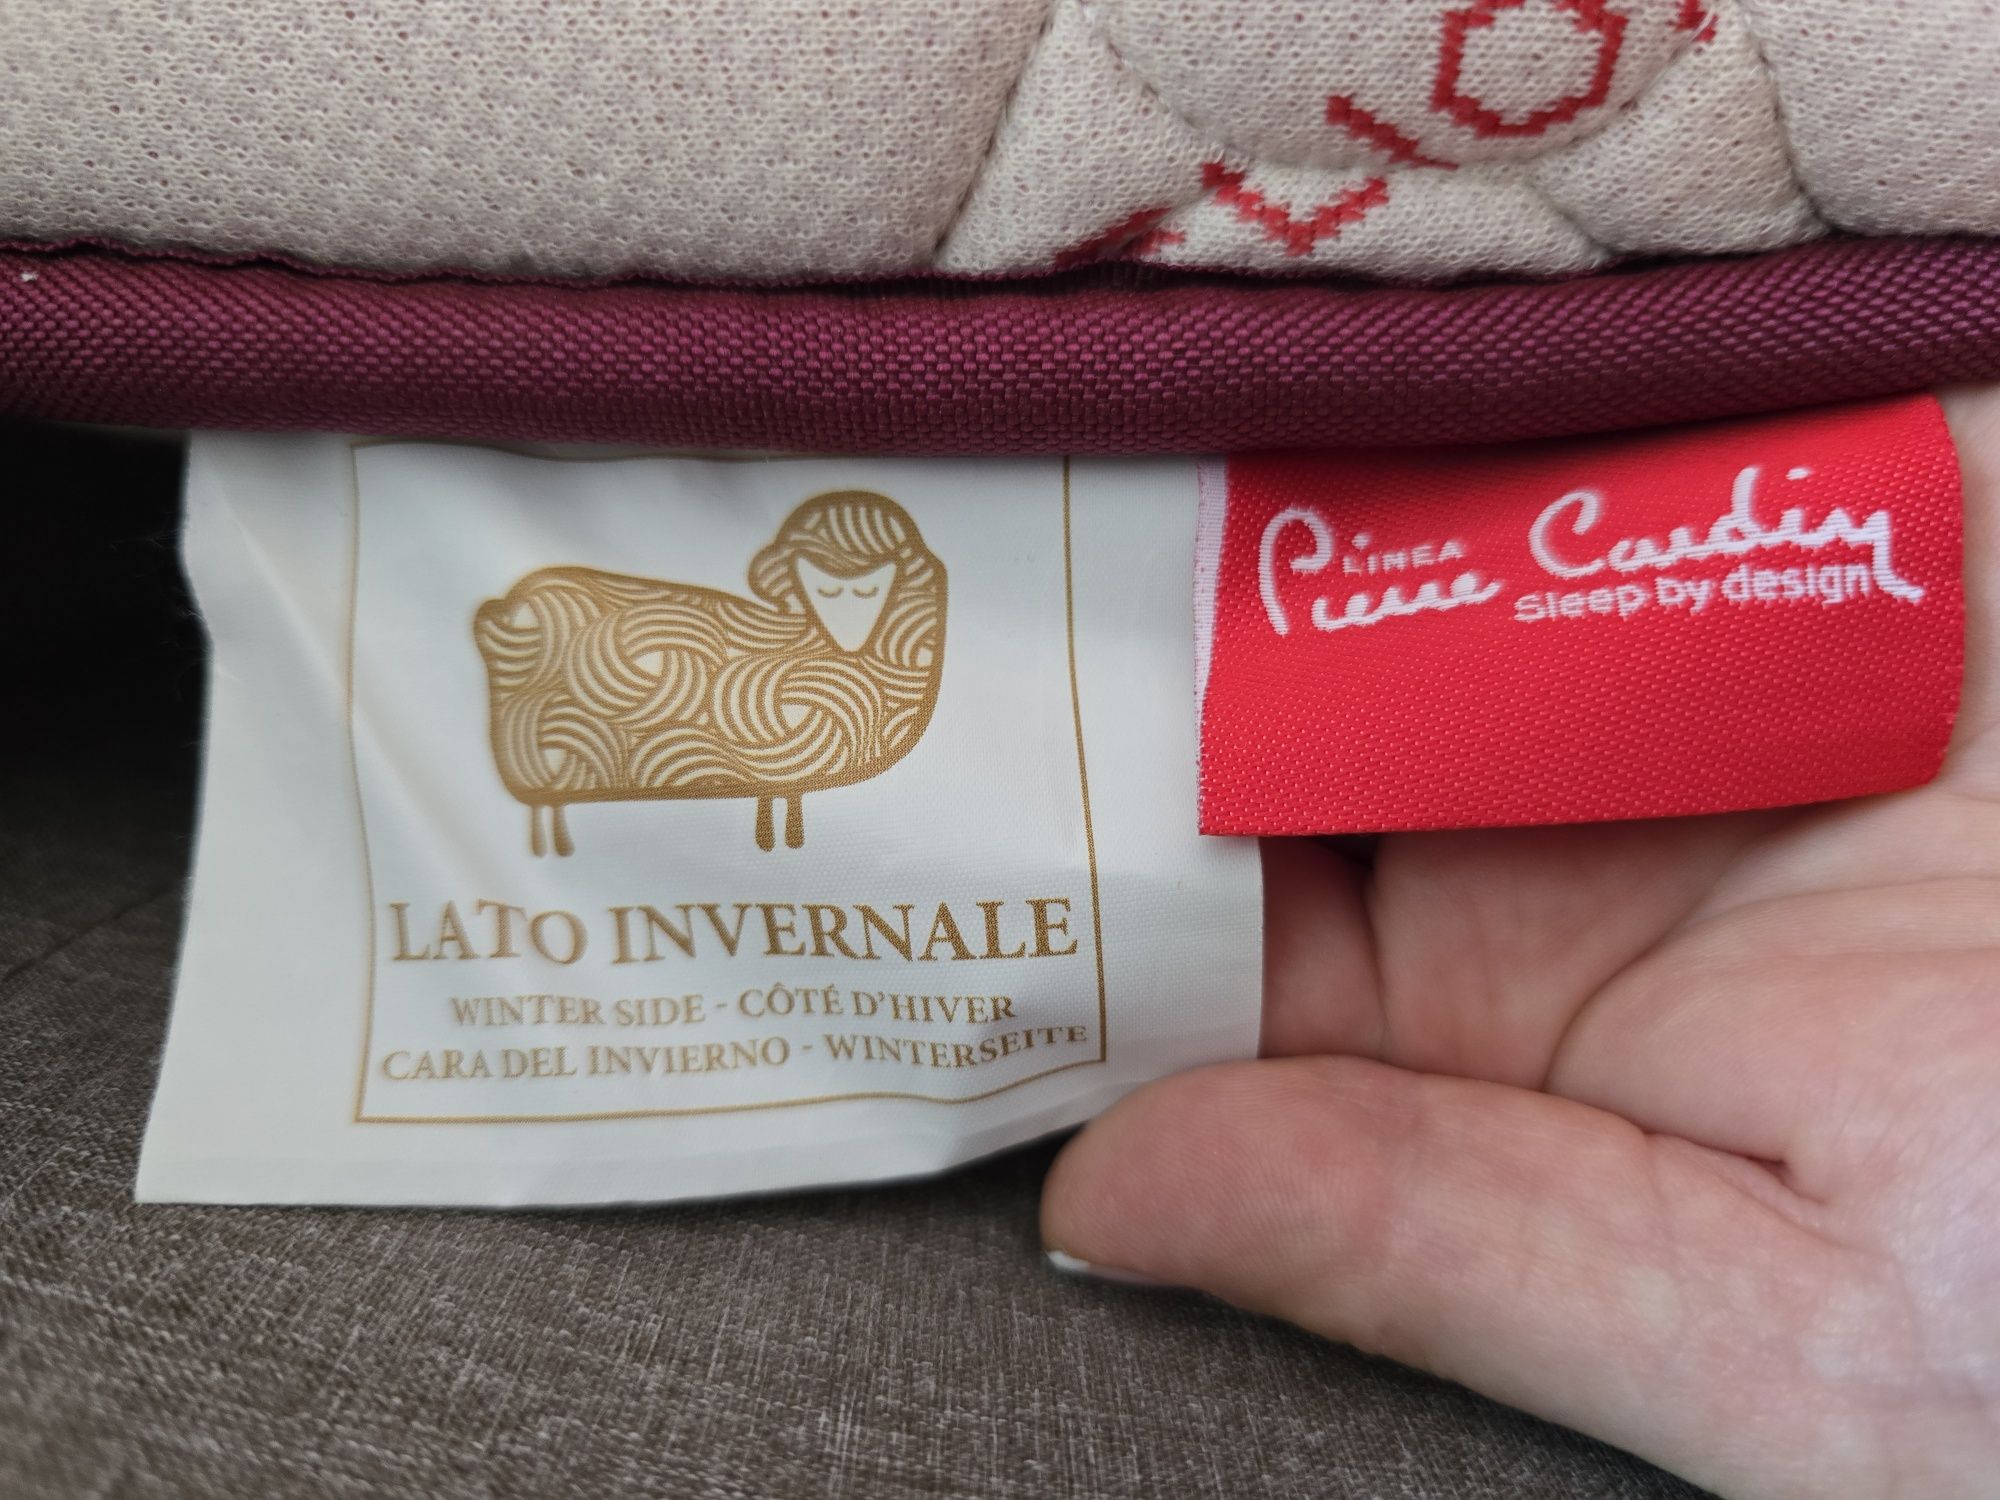 LATO INVERNALE
WINTER SIDE - CÔTÉ D'HIVER
CARA DEL INVIERNO - WINTERSEITE
LINEA
Pierre Cardin
Sleep by design